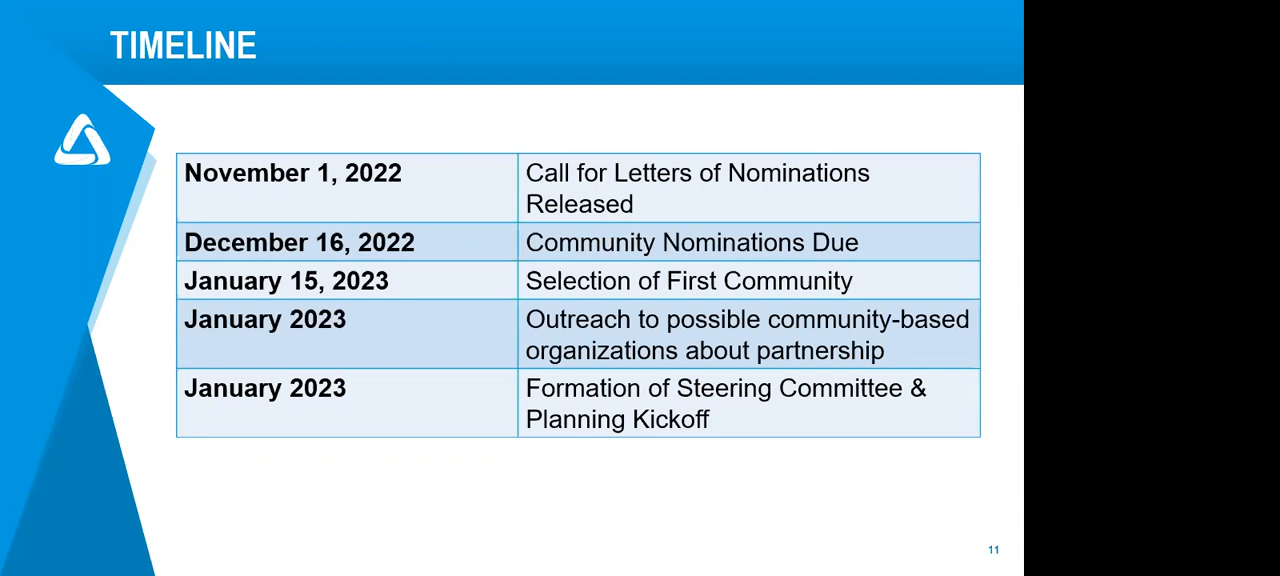 TIMELINE
November 1, 2022
Call for Letters of Nominations
Released
December 16, 2022
Community Nominations Due
January 15, 2023
Selection of First Community
January 2023
Outreach to possible community-based
organizations about partnership
January 2023
Formation of Steering Committee &
Planning Kickoff
11